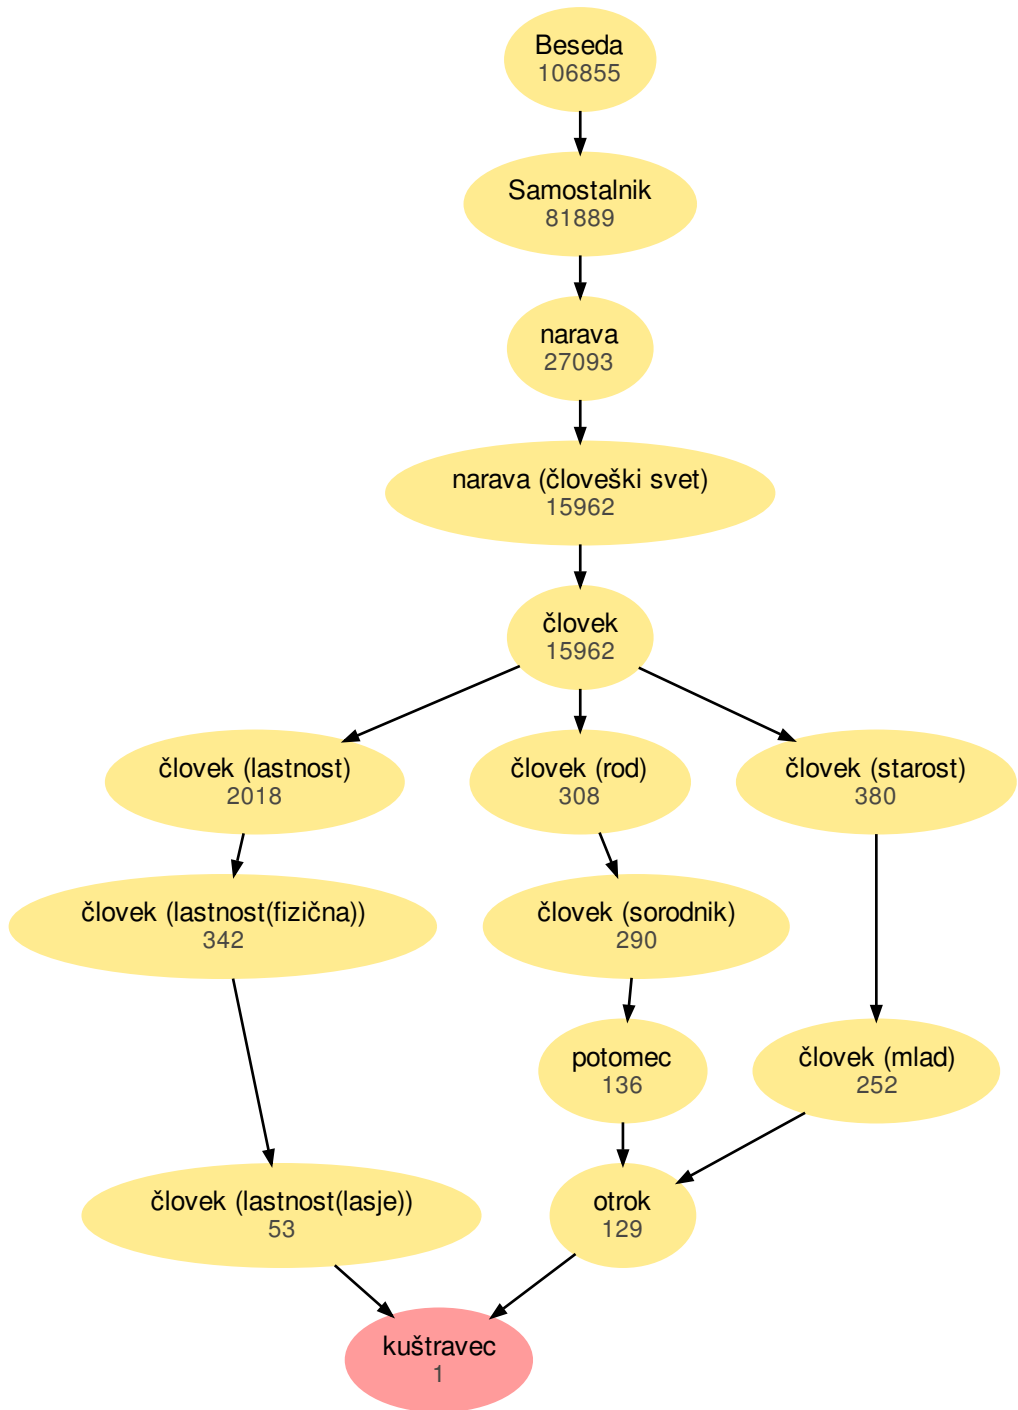 Beseda
106855
Samostalnik
81889
narava
27093
narava (človeški svet)
15962
človek
15962
človek (lastnost)
2018
človek (rod)
308
človek (starost)
380
človek (lastnost(fizična))
342
človek (sorodnik)
290
potomec
136
človek (mlad)
252
človek (lastnost(lasje))
53
otrok
129
kuštravec
1